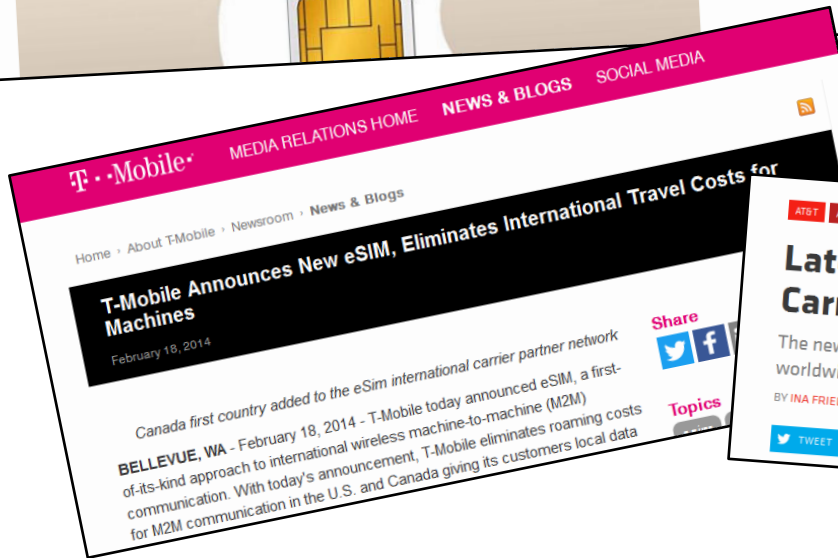 T··Mobile·
MEDIA RELATIONS HOME
NEWS & BLOGS
SOCIAL MEDIA
Home › About T-Mobile › Newsroom › News & Blogs
T-Mobile Announces New eSIM, Eliminates International Travel Costs for
Machines
February 18, 2014
Canada first country added to the eSim international carrier partner network
BELLEVUE, WA - February 18, 2014 - T-Mobile today announced eSIM, a first-
of-its-kind approach to international wireless machine-to-machine (M2M)
communication. With today's announcement, T-Mobile eliminates roaming costs
for M2M communication in the U.S. and Canada giving its customers local data
Share
Topics
AT&T
Lat
Carr
The new
worldwi
BY INA FRIE
TWEET